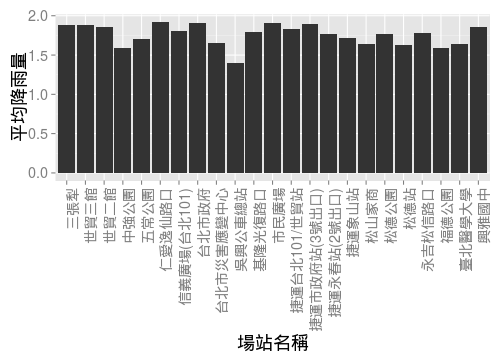 平均降雨量
2.0
1.5
1.0
0.5
0.0
三張犁
世貿三館
世貿二館
中強公園
五常公園
仁愛逸仙路口
信義廣場(台北101)
台北市政府
台北市災害應變中心
吳興公車總站
基隆光復路口
市民廣場
捷運台北101/世貿站
捷運市政府站(3號出口)
捷運永春站(2號出口)
捷運象山站
松山家商
松德公園
松德站
永吉松信路口
福德公園
臺北醫學大學
興雅國中
場站名稱